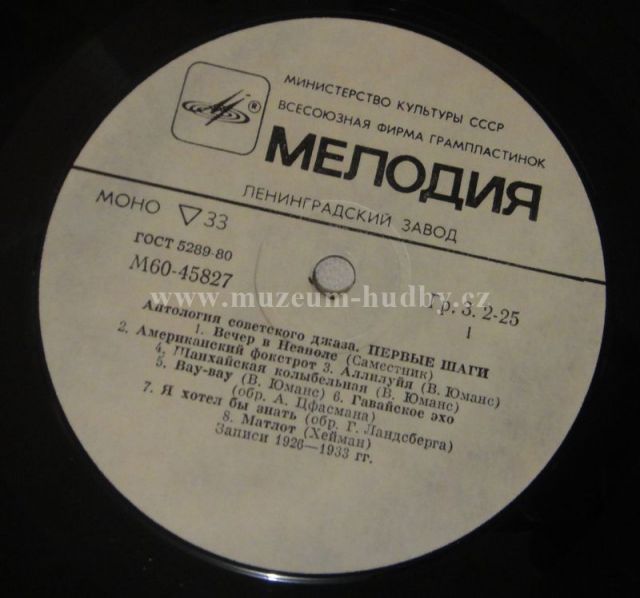 МИНИСТЕРСТВО КУЛЬТУРЫ СССР
ВСЕСОЮЗНАЯ ФИРМА ГРАМПЛАСТИНОК
®
МЕЛОДИЯ
ЛЕНИНГРАДСКИЙ ЗАВОД
МОНО ▽33
ГОСТ 5289-80
М60-45827
Гр. 3. 2-25
1
www.muzeum-hudby.cz
Антология советского джаза. ПЕРВЫЕ ШАГИ
1. Вечер в Неаполе (Саместник)
2. Американский фокстрот 3. Аллилуйя (В. Юманс)
4. Шанхайская колыбельная (В. Юманс)
5. Вау-вау (В. Юманс) 6. Гавайское эхо
(обр. А. Цфасмана)
7. Я хотел бы знать (обр. Г. Ландсберга)
8. Матлот (Хейман)
Записи 1926—1933 гг.